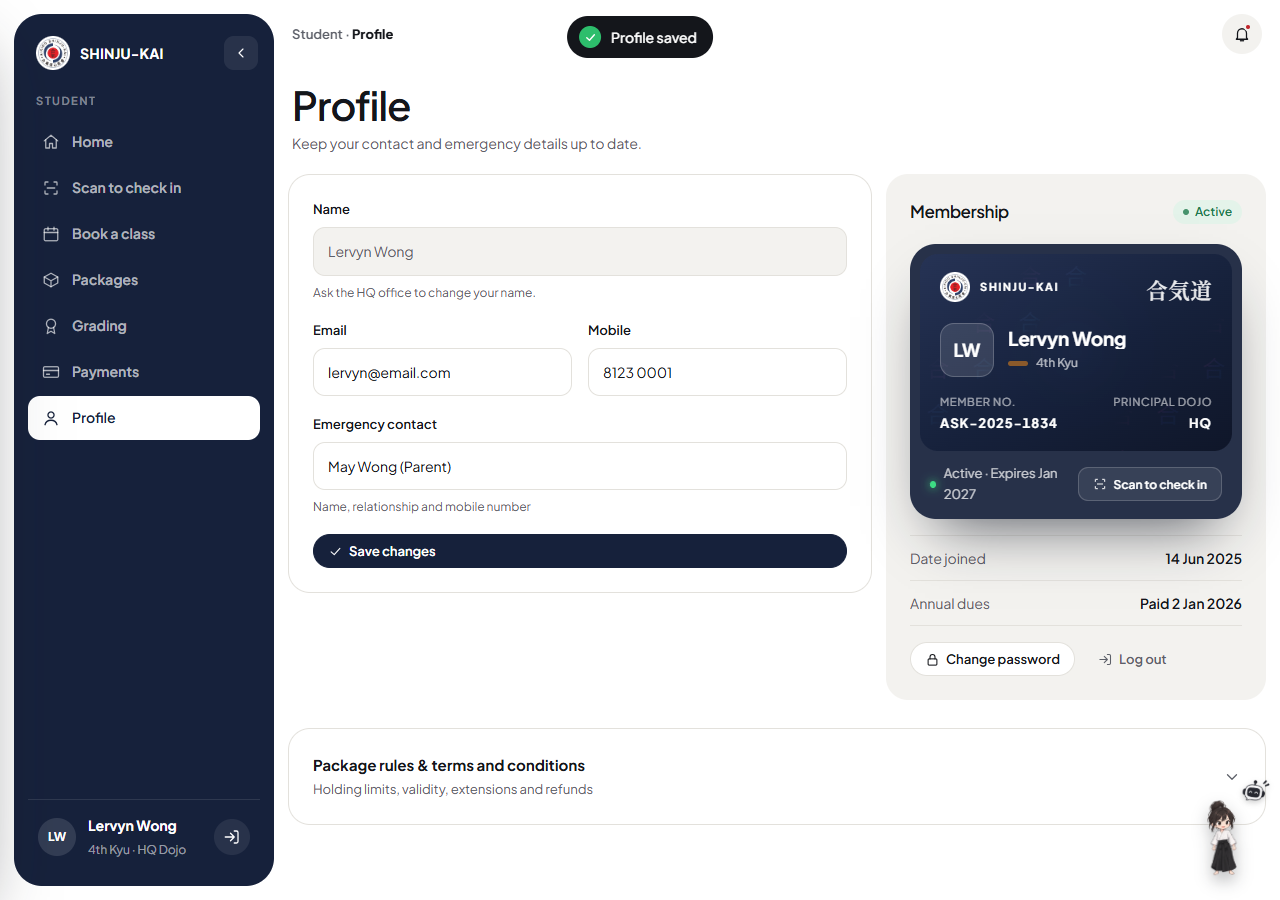 SHINJU-KAI
STUDENT
Home
Scan to check in
Book a class
Packages
Grading
Payments
Profile
LW
Lervyn Wong
4th Kyu · HQ Dojo
Student · Profile
Profile saved
Profile
Keep your contact and emergency details up to date.
Name
Lervyn Wong
Ask the HQ office to change your name.
Email
Mobile
lervyn@email.com
8123 0001
Emergency contact
May Wong (Parent)
Name, relationship and mobile number
Save changes
Membership
Active
SHINJU-KAI
合気道
LW
Lervyn Wong
4th Kyu
MEMBER NO.
PRINCIPAL DOJO
ASK-2025-1834
HQ
Active · Expires Jan
2027
Scan to check in
Date joined
14 Jun 2025
Annual dues
Paid 2 Jan 2026
Change password
Log out
Package rules & terms and conditions
Holding limits, validity, extensions and refunds